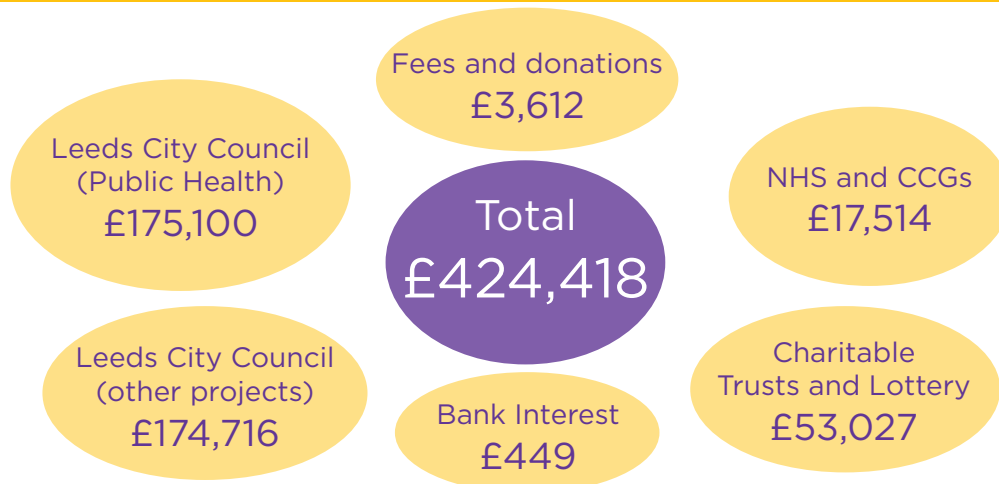 Fees and donations
£3,612
Leeds City Council
(Public Health)
£175,100
NHS and CCGs
£17,514
Total
£424,418
Leeds City Council
(other projects)
£174,716
Bank Interest
£449
Charitable
Trusts and Lottery
£53,027